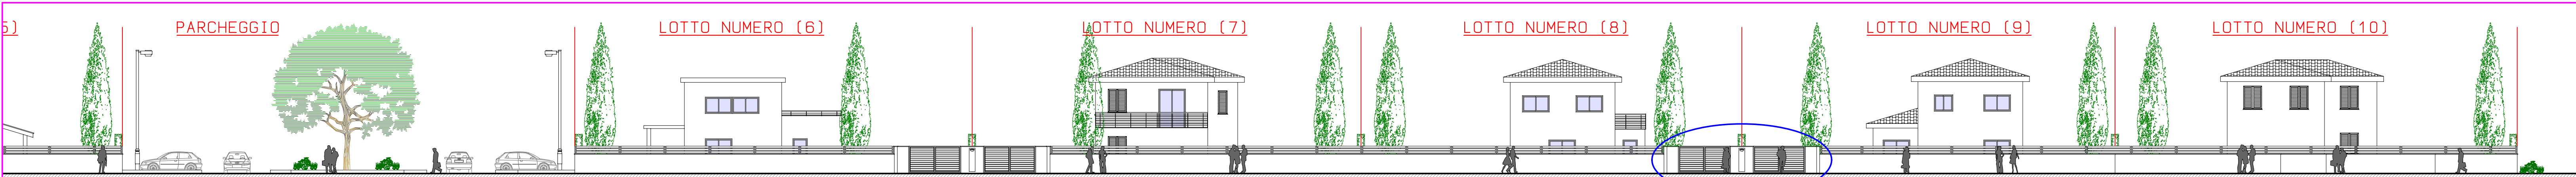 5)
PARCHEGGIO
LOTTO NUMERO (6)
LOTTO NUMERO (7)
LOTTO NUMERO (8)
LOTTO NUMERO (9)
LOTTO NUMERO (10)